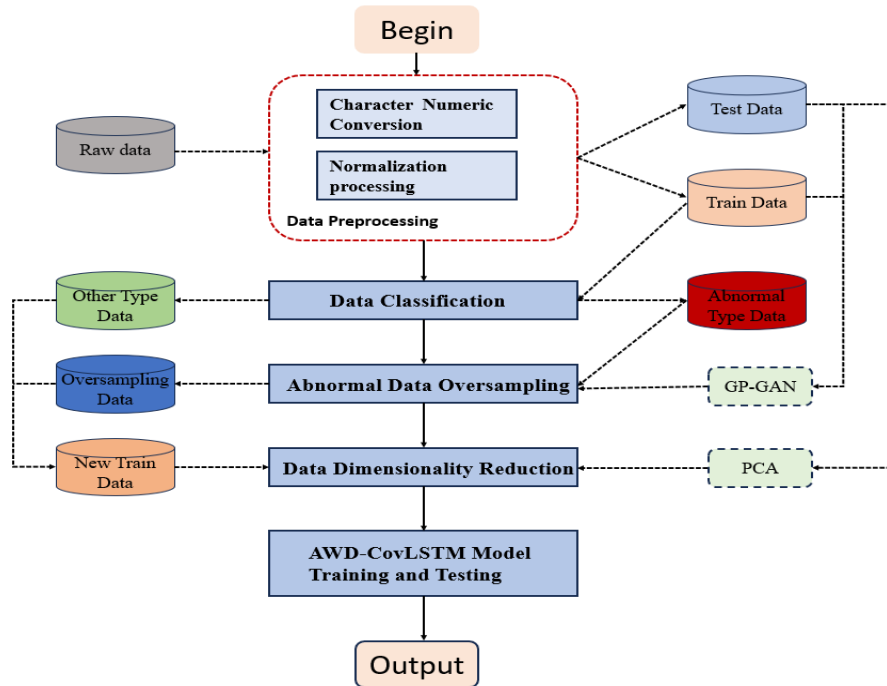 Begin
Character Numeric
Conversion
Test Data
Raw data
Normalization
processing
Train Data
Data Preprocessing
Other Type
Data
Data Classification
Abnormal
Type Data
Oversampling
Data
Abnormal Data Oversampling
GP-GAN
New Train
Data
Data Dimensionality Reduction
PCA
AWD-CovLSTM Model
Training and Testing
Output